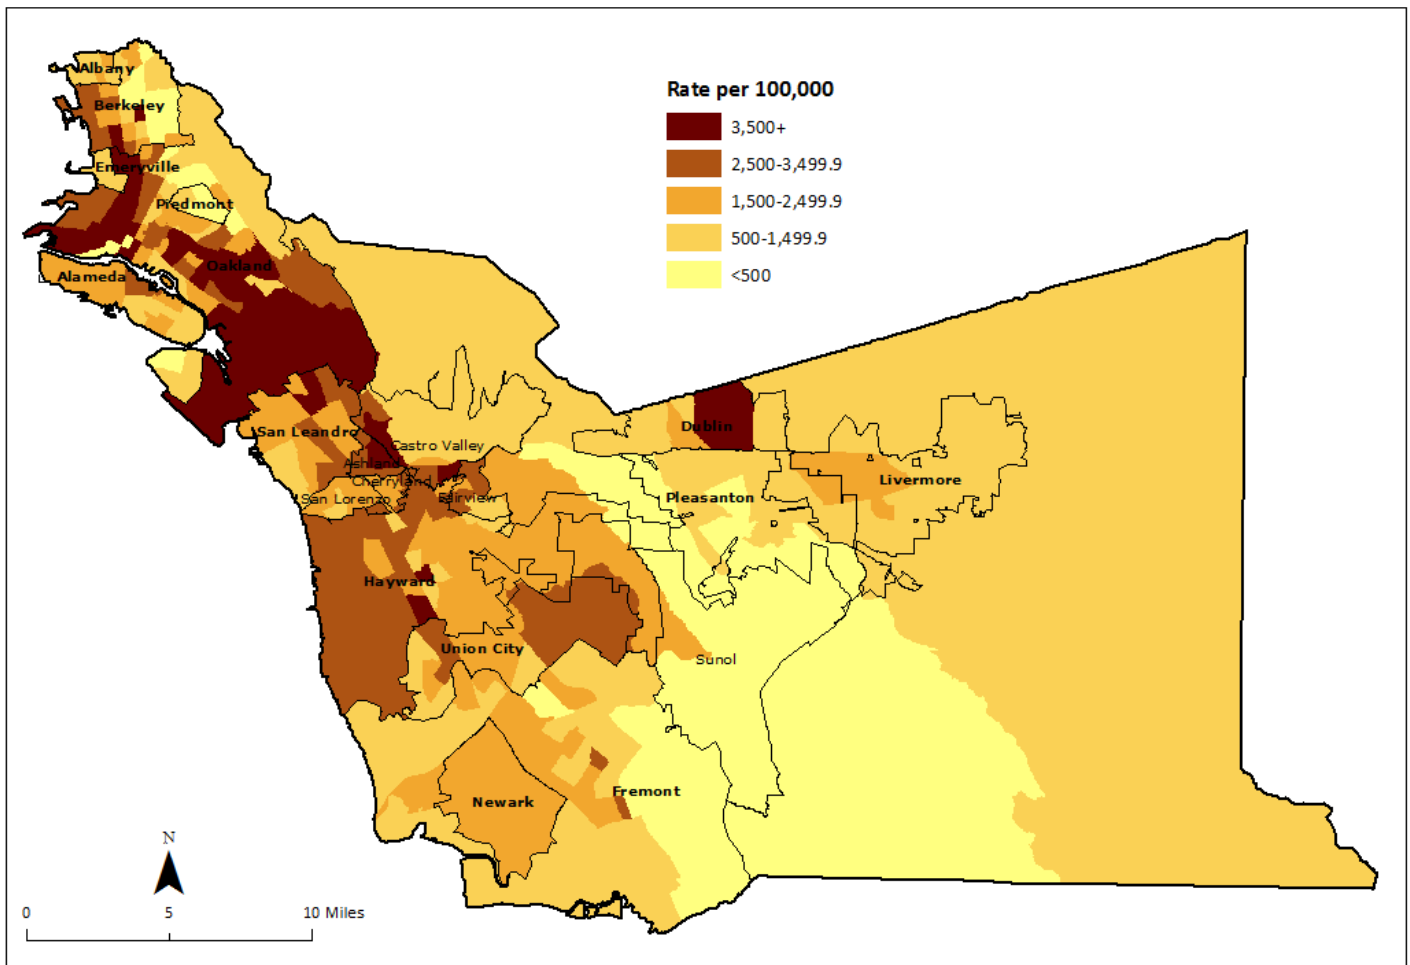 Albany
Berkeley
Emeryville
Piedmont
Oakland
Alameda
Rate per 100,000
3,500+
2,500-3,499.9
1,500-2,499.9
500-1,499.9
<500
San Leandro
Castro Valley
Ashland
Cherryland
San Lorenzo
Fairview
Dublin
Livermore
Pleasanton
Hayward
Union City
Sunol
Fremont
Newark
N
0 5 10 Miles